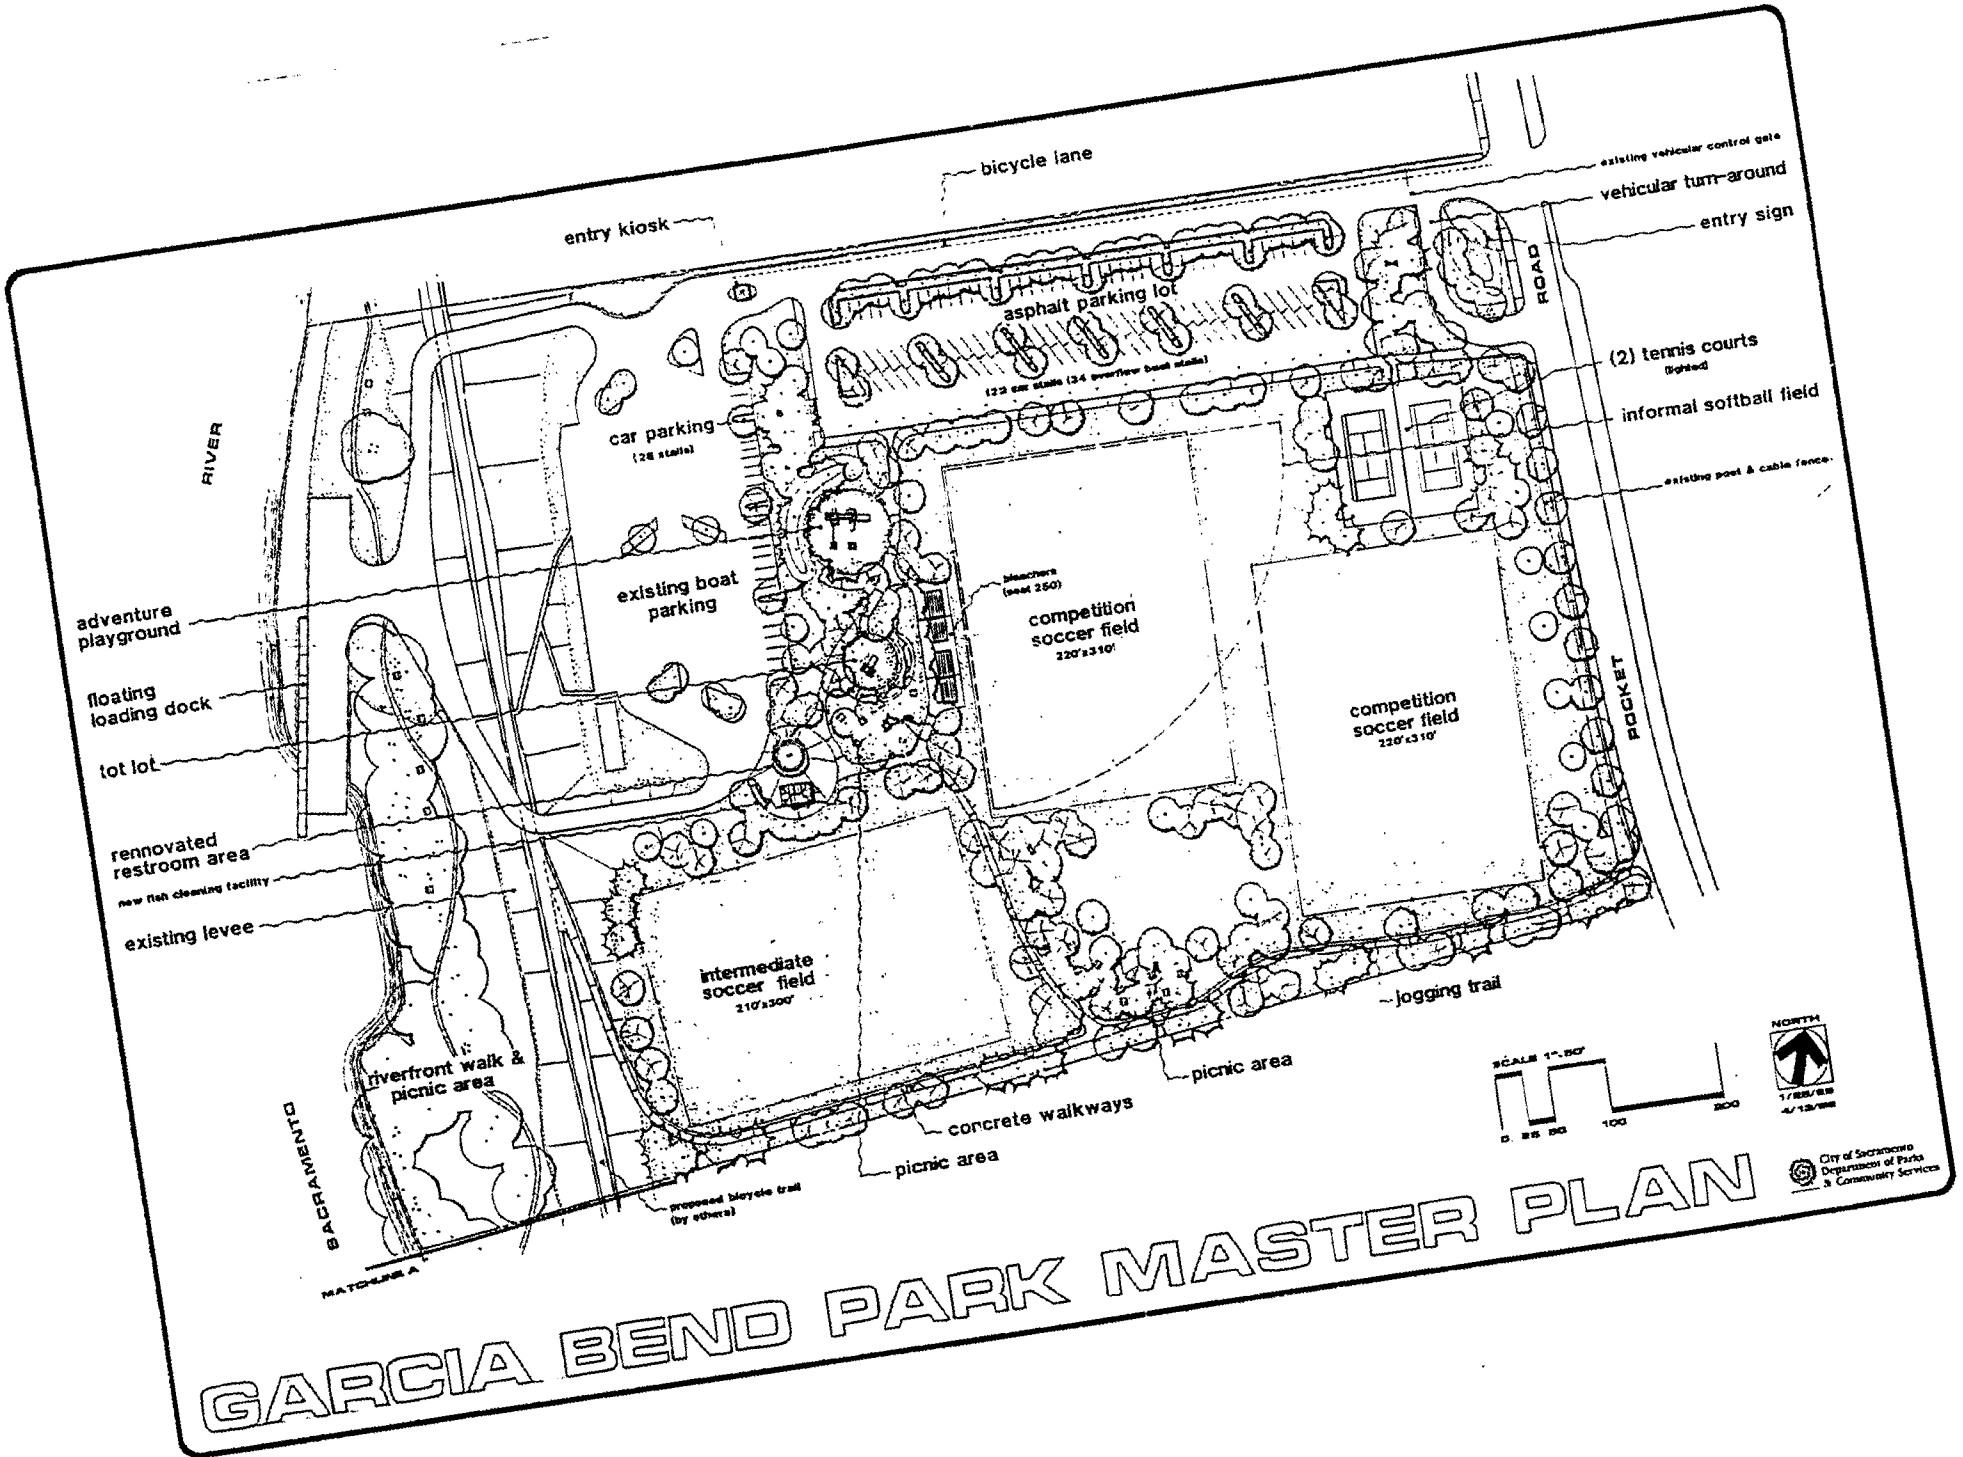 existing vehicular control gate
bicycle lane
vehicular turn-around
entry kiosk
entry sign
ROAD
asphalt parking lot
(2) tennis courts
(lighted)
(22 car stalls (34 overflow boat stalls)
informal softball field
car parking
(28 stalls)
RIVER
existing post & cable fence
existing boat
parking
bleachers
(seat 250)
adventure
playground
competition
soccer field
220'x310'
floating
loading dock
competition
soccer field
220'x310'
POCKET
tot lot
rennovated
restroom area
new fish cleaning facility
existing levee
intermediate
soccer field
210'x300'
jogging trail
riverfront walk &
picnic area
picnic area
concrete walkways
picnic area
SACRAMENTO
proposed bicycle trail
(by others)
MATCHLINE A
NORTH
SCALE 1"=50'
0 25 50 100 200
City of Sacramento
Department of Parks
& Community Services
GARCIA BEND PARK MASTER PLAN